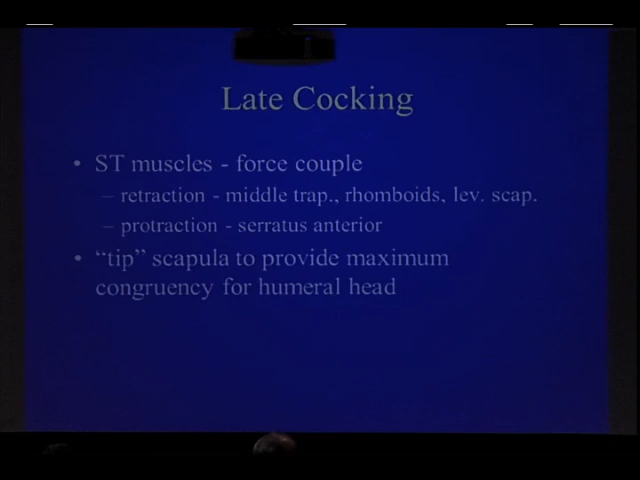 Late Cocking
• ST muscles - force couple
– retraction - middle trap., rhomboids, lev. scap.
– protraction - serratus anterior
• “tip” scapula to provide maximum
congruency for humeral head